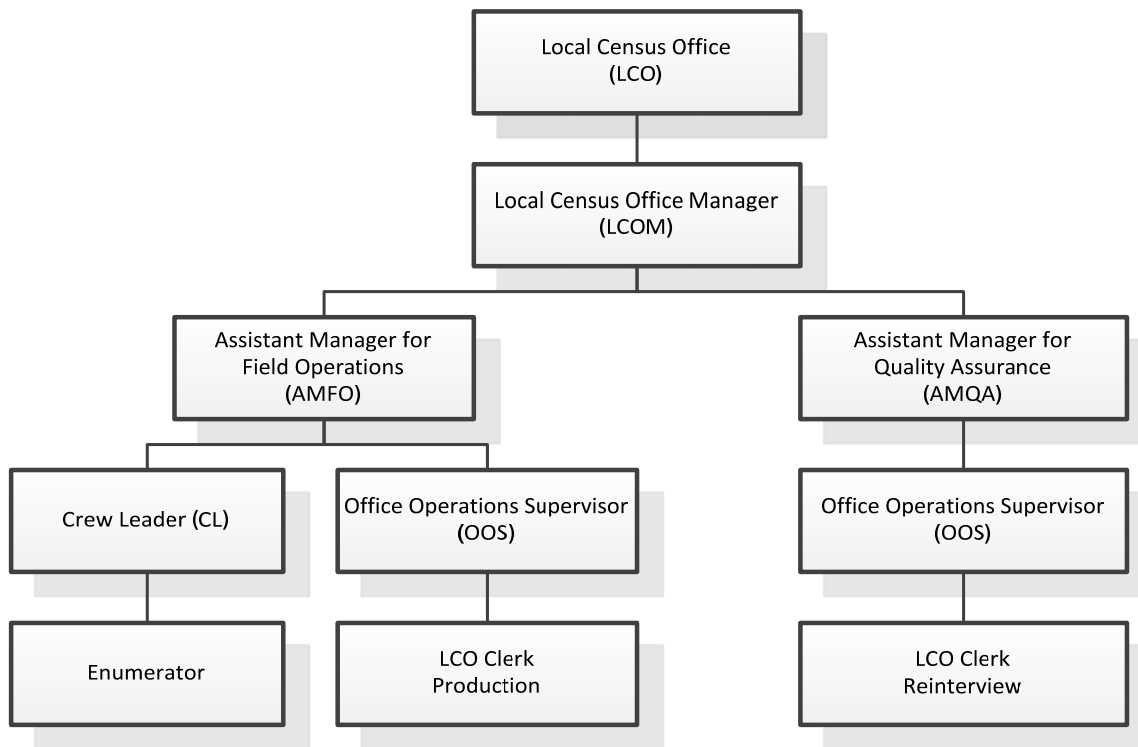 Local Census Office
(LCO)
Local Census Office Manager
(LCOM)
Assistant Manager for
Field Operations
(AMFO)
Assistant Manager for
Quality Assurance
(AMQA)
Crew Leader (CL)
Office Operations Supervisor
(OOS)
Office Operations Supervisor
(OOS)
Enumerator
LCO Clerk
Production
LCO Clerk
Reinterview